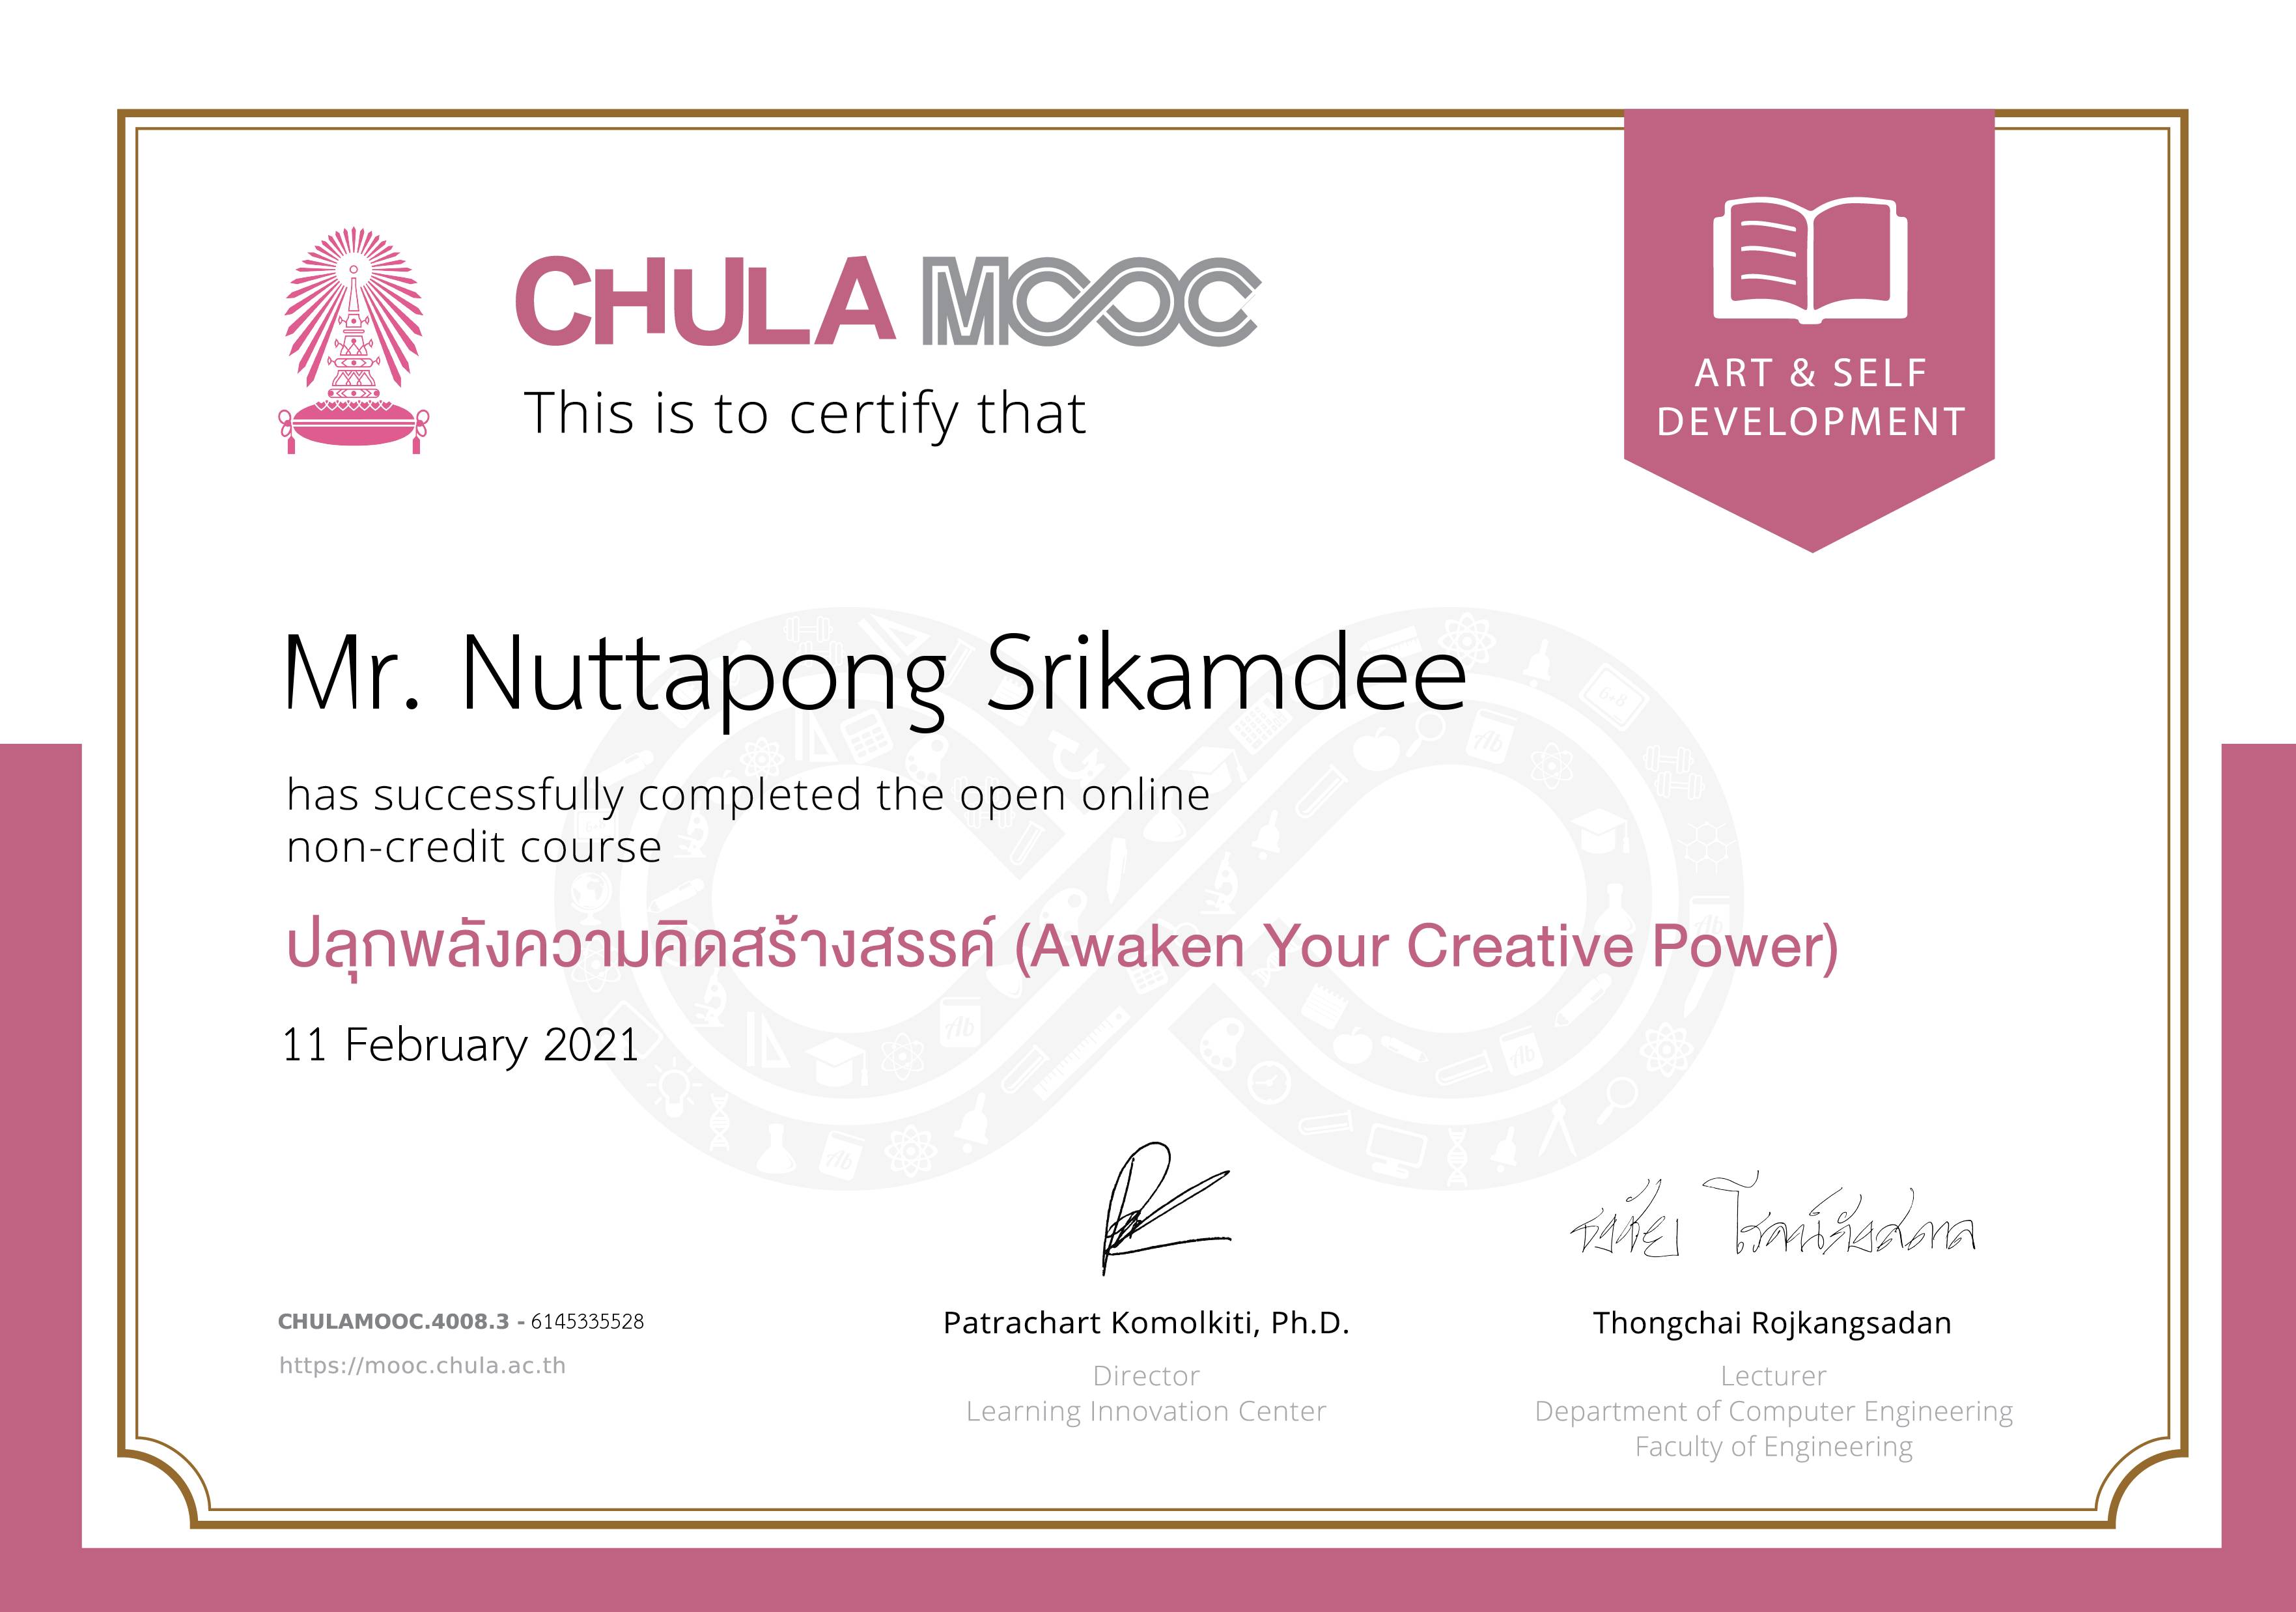 CHULA MOOC
This is to certify that
ART & SELF
DEVELOPMENT
Mr. Nuttapong Srikamdee
has successfully completed the open online
non-credit course
ปลุกพลังความคิดสร้างสรรค์ (Awaken Your Creative Power)
11 February 2021
ธงชัย โรจน์กังสดาล
CHULAMOOC.4008.3 - 6145335528
https://mooc.chula.ac.th
Patrachart Komolkiti, Ph.D.
Director
Learning Innovation Center
Thongchai Rojkangsadan
Lecturer
Department of Computer Engineering
Faculty of Engineering